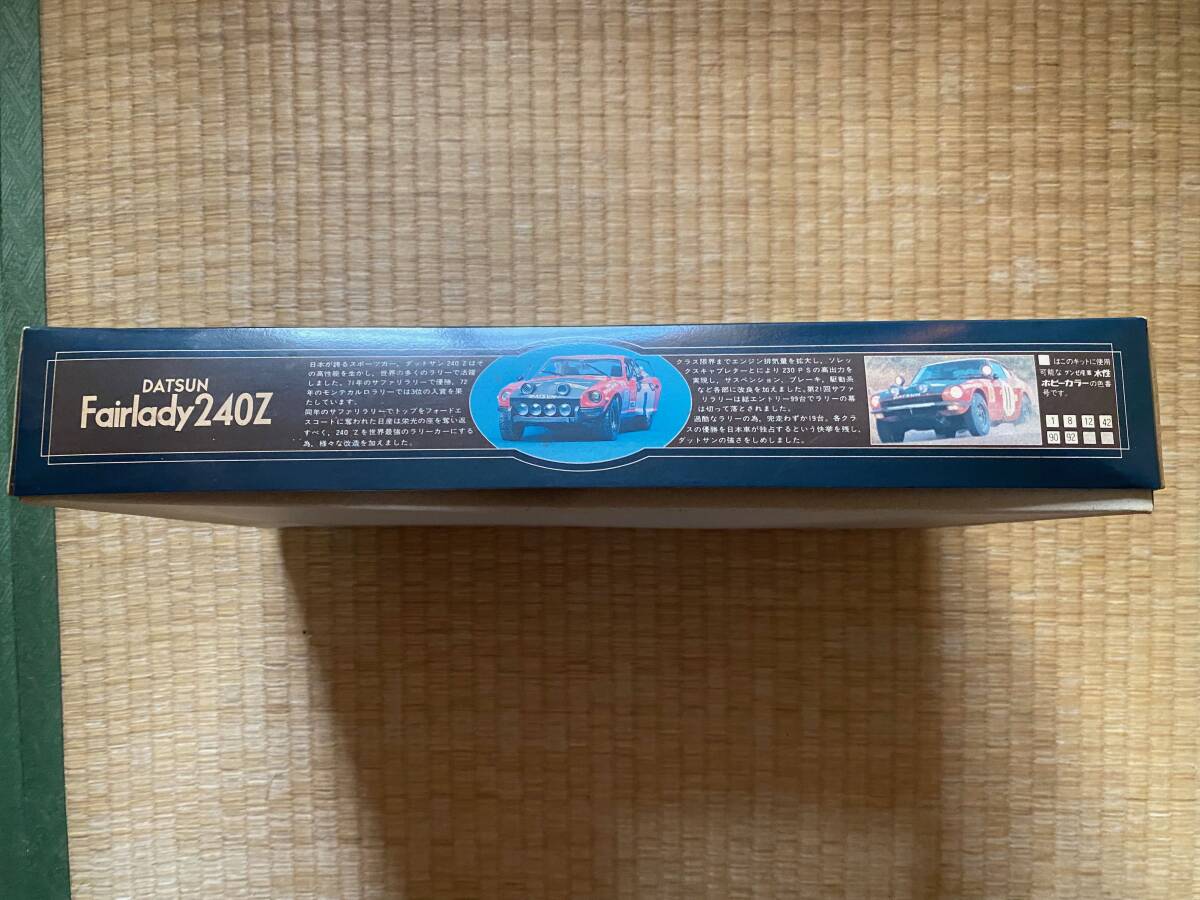 DATSUN
Fairlady240Z
日本が誇るスポーツカー、ダットサン240Zはそ
の高性能を生かし、世界の多くのラリーで活躍
しました。71年のサファリラリーで優勝、72
年のモンテカルロラリーでは3位の入賞を果
たしています。
同年のサファリラリーでトップをフォードエ
スコートに奪われた日産は栄光の座を奪い返
すべく、240Zを世界最強のラリーカーにする
為、様々な改造を加えました。
クラス限界までエンジン排気量を拡大し、ソレッ
クスキャブレターとにより230PSの高出力を
実現し、サスペンション、ブレーキ、駆動系
など各部に改良を加えました。第21回サファ
リラリーは総エントリー99台でラリーの幕
は切って落とされました。
過酷なラリーの為、完走わずか19台、各クラ
スの優勝を日本車が独占するという快挙を残し、
ダットサンの強さをしめしました。
DATSUN
はこのキットに使用
可能なグンゼ産業水性
ホビーカラーの色番
号です。
1 8 12 42
90 92